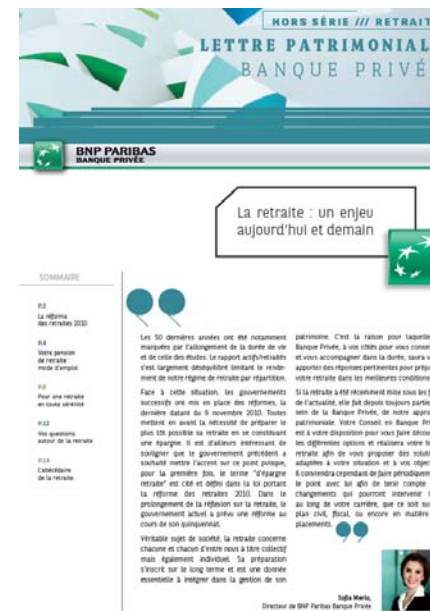 HORS SÉRIE /// RETRAIT
LETTRE PATRIMONIAL
BANQUE PRIVÉ
BNP PARIBAS
BANQUE PRIVÉE
La retraite : un enjeu
aujourd'hui et demain
SOMMAIRE
P.2
La réforme
des retraites 2010
Votre pension
de retraite :
mode d'emploi
Pour une retraite
en toute sérénité
P.12
Vos questions
autour de la retraite
P.14
L'abécédaire
de la retraite
Les 50 dernières années ont été notamment
marquées par l'allongement de la durée de vie
et de celle des études. Le rapport actifs/retraités
s'est largement déséquilibré limitant le rende-
ment de notre régime de retraite par répartition.
Face à cette situation, les gouvernements
successifs ont mis en place des réformes, la
dernière datant du 9 novembre 2010. Toutes
mettent en avant la nécessité de préparer le
plus tôt possible sa retraite en se constituant
une épargne. Il est d'ailleurs intéressant de
souligner que le gouvernement précédent a
souhaité mettre l'accent sur ce point puisque,
pour la première fois, le terme "d'épargne
retraite" est cité et défini dans la loi portant
la réforme des retraites 2010. Dans le
prolongement de la réflexion sur la retraite, le
gouvernement actuel a prévu une réforme au
cours de son quinquennat.
Véritable sujet de société, la retraite concerne
chacune et chacun d'entre nous à titre collectif
mais également individuel. Sa préparation
s'inscrit sur le long terme et est une donnée
essentielle à intégrer dans la gestion de son
patrimoine. C'est la raison pour laquelle
Banque Privée, à vos côtés pour vous conseil
et vous accompagner dans la durée, saura v
apporter des réponses pertinentes pour prépa
votre retraite dans les meilleures conditions
Si la retraite a été récemment mise sous les f
de l'actualité, elle fait depuis toujours partie
sein de la Banque Privée, de notre appro
patrimoniale. Votre Conseil en Banque Pri
est à votre disposition pour vous faire décou
les différentes options et réalisera votre b
retraite afin de vous proposer des solutio
adaptées à votre situation et à vos objec
Il conviendra cependant de faire périodiquem
le point avec lui afin de tenir compte
changements qui pourront intervenir t
au long de votre carrière, que ce soit su
plan civil, fiscal, ou encore en matière
placements.
Sofia Merlo,
Directeur de BNP Paribas Banque Privée